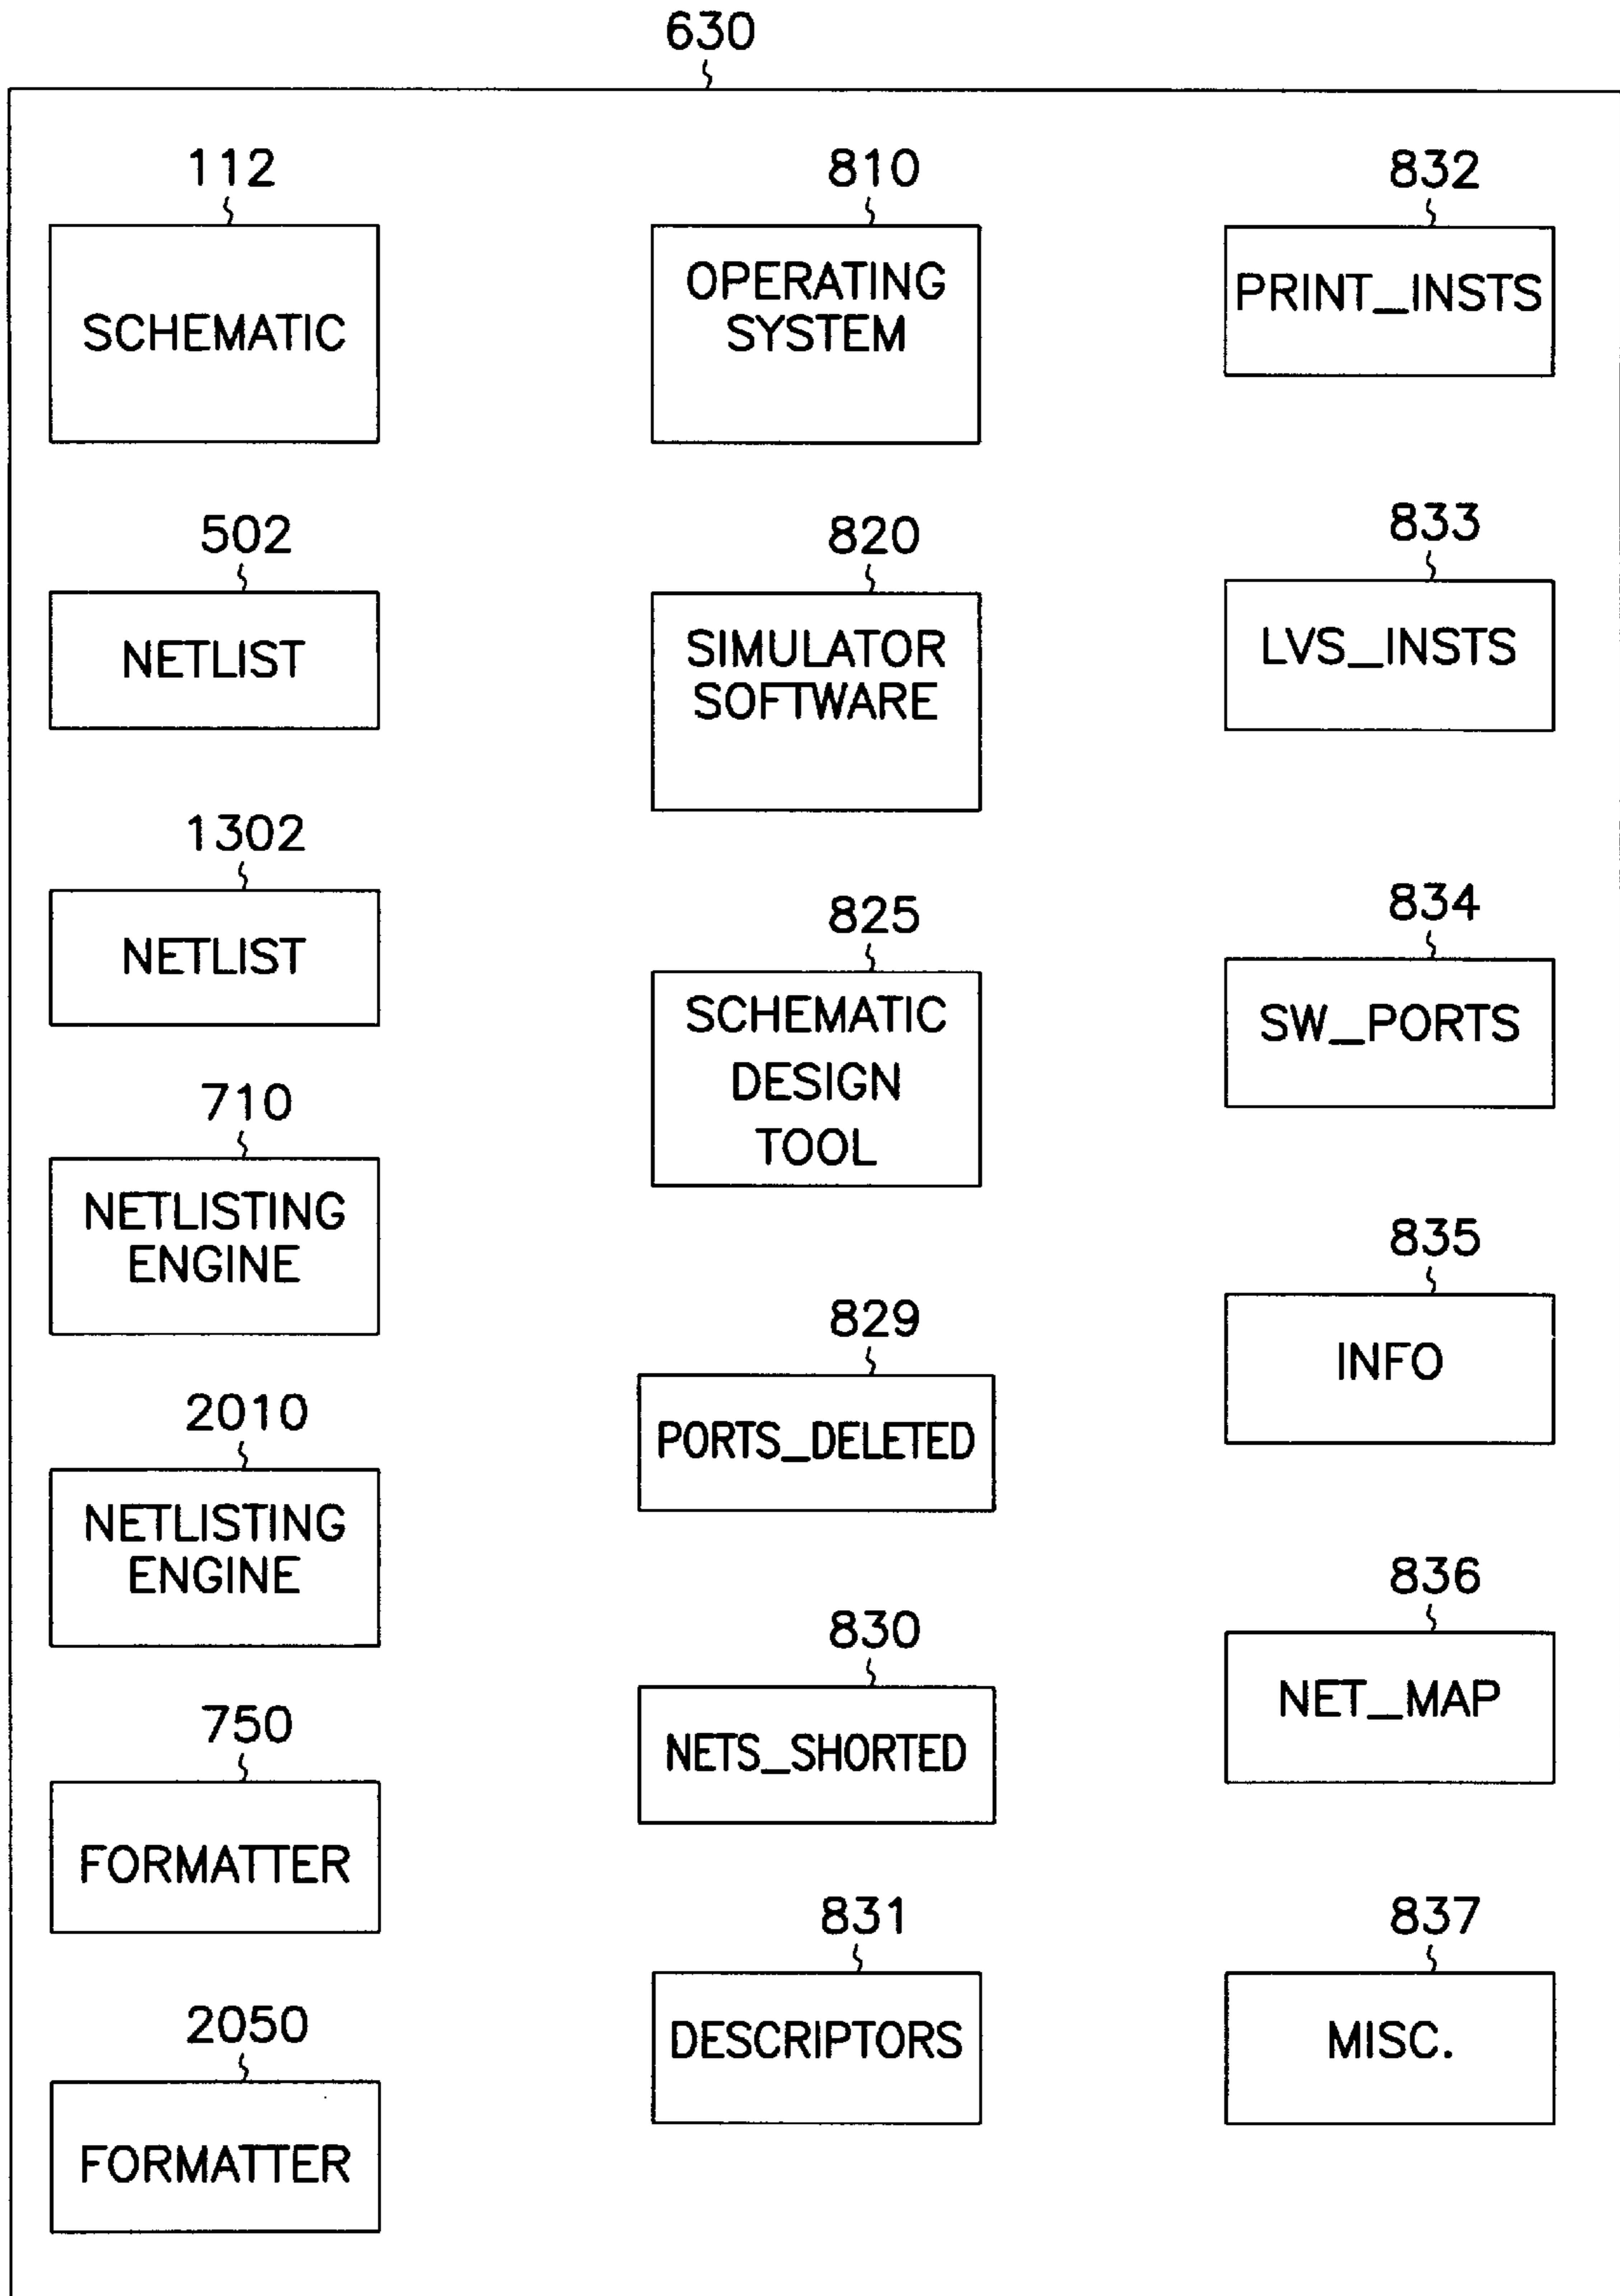 630
112
SCHEMATIC
502
NETLIST
1302
NETLIST
710
NETLISTING
ENGINE
2010
NETLISTING
ENGINE
750
FORMATTER
2050
FORMATTER
810
OPERATING
SYSTEM
820
SIMULATOR
SOFTWARE
825
SCHEMATIC
DESIGN
TOOL
829
PORTS_DELETED
830
NETS_SHORTED
831
DESCRIPTORS
832
PRINT_INSTS
833
LVS_INSTS
834
SW_PORTS
835
INFO
836
NET_MAP
837
MISC.